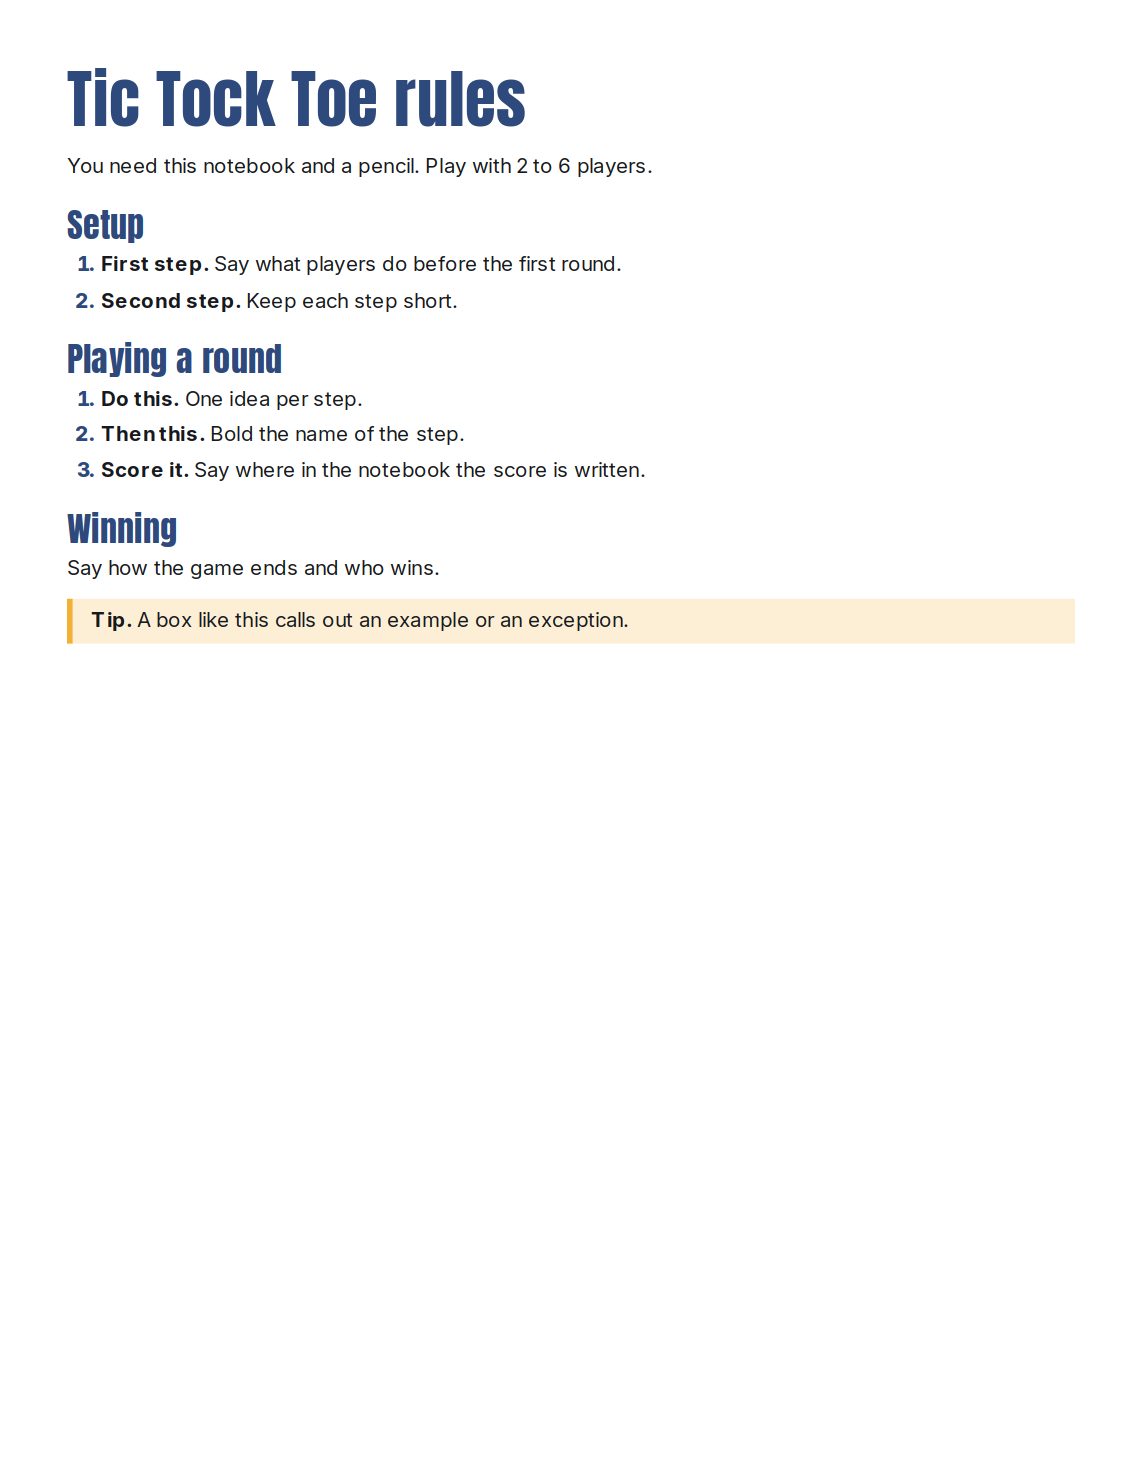 Tic Tock Toe rules
You need this notebook and a pencil. Play with 2 to 6 players.
Setup
1. First step. Say what players do before the first round.
2. Second step. Keep each step short.
Playing a round
1. Do this. One idea per step.
2. Then this. Bold the name of the step.
3. Score it. Say where in the notebook the score is written.
Winning
Say how the game ends and who wins.
Tip. A box like this calls out an example or an exception.